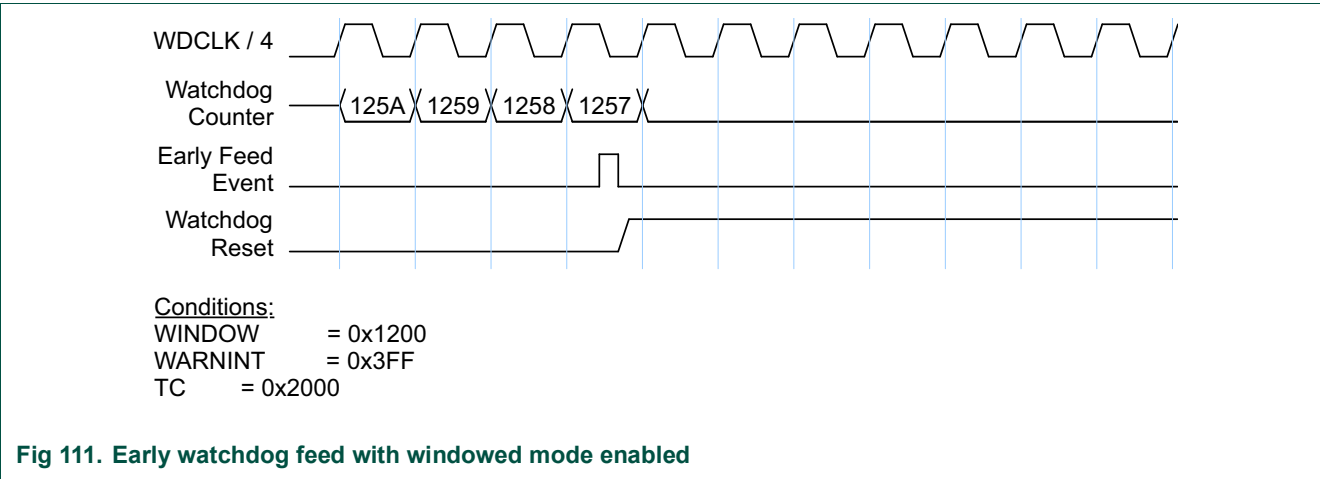 WDCLK / 4
Watchdog
Counter
125A 1259 1258 1257
Early Feed
Event
Watchdog
Reset
Conditions:
WINDOW = 0x1200
WARNINT = 0x3FF
TC = 0x2000
Fig 111. Early watchdog feed with windowed mode enabled